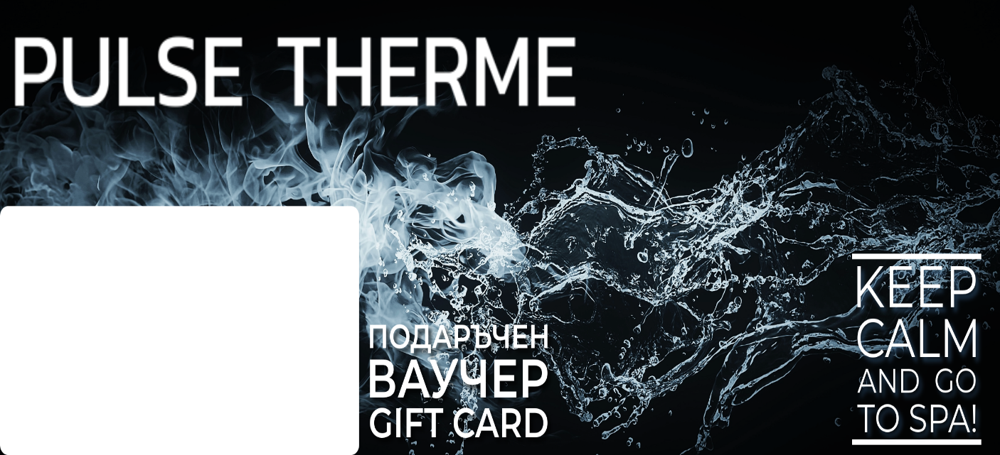 PULSE THERME
ПОДАРЪЧЕН
ВАУЧЕР
GIFT CARD
KEEP
CALM
AND GO
TO SPA!